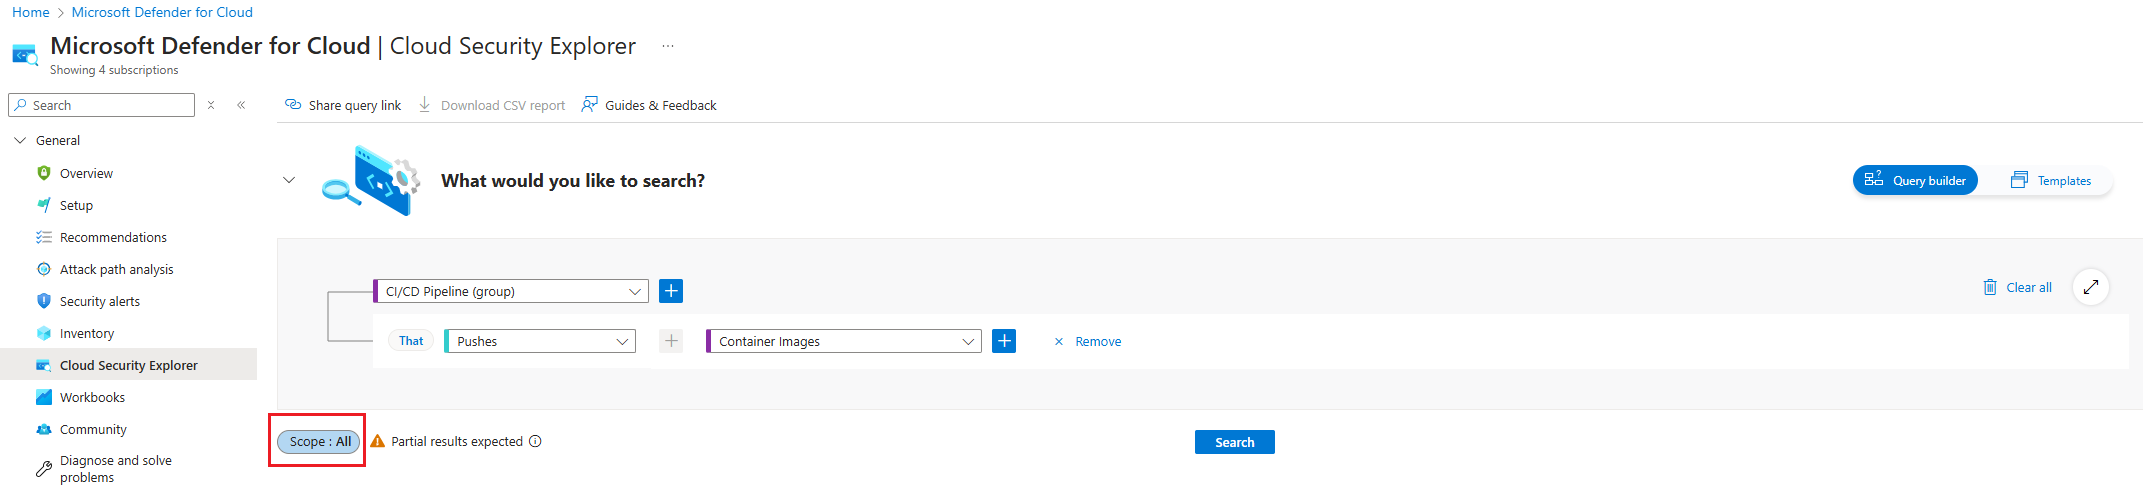 Home > Microsoft Defender for Cloud
Microsoft Defender for Cloud | Cloud Security Explorer ...
Showing 4 subscriptions
Search
General
Overview
Setup
Recommendations
Attack path analysis
Security alerts
Inventory
Cloud Security Explorer
Workbooks
Community
Diagnose and solve
problems
Share query link Download CSV report Guides & Feedback
What would you like to search?
Query builder Templates
CI/CD Pipeline (group)
Clear all
That Pushes Container Images Remove
Scope : All Partial results expected
Search